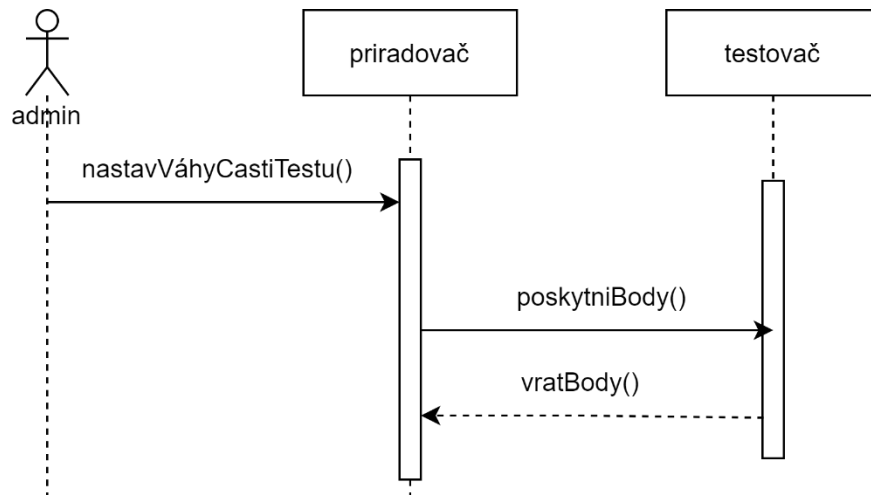 priradovač
testovač
admin
nastavVáhyCastiTestu()
poskytniBody()
vratBody()